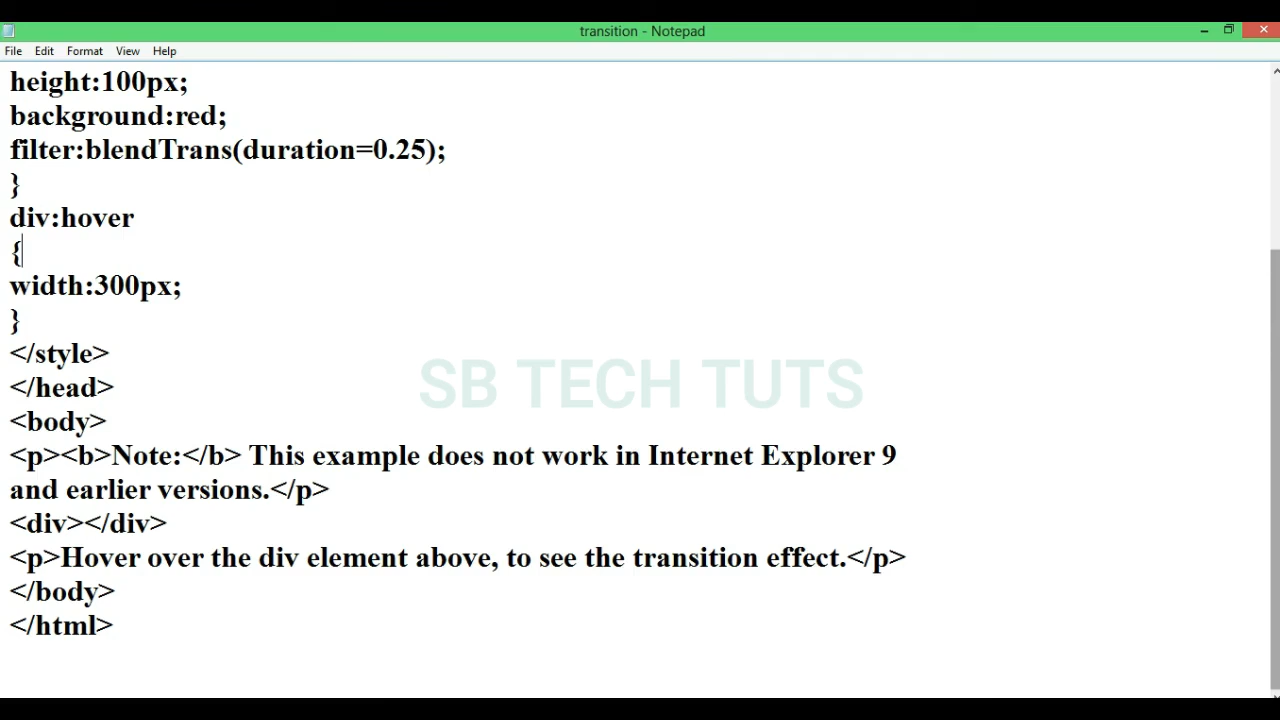 transition - Notepad
File Edit Format View Help
height:100px;
background:red;
filter:blendTrans(duration=0.25);
}
div:hover
{
width:300px;
}
</style>
</head>
<body>
<p><b>Note:</b> This example does not work in Internet Explorer 9
and earlier versions.</p>
<div></div>
<p>Hover over the div element above, to see the transition effect.</p>
</body>
</html>
SB TECH TUTS